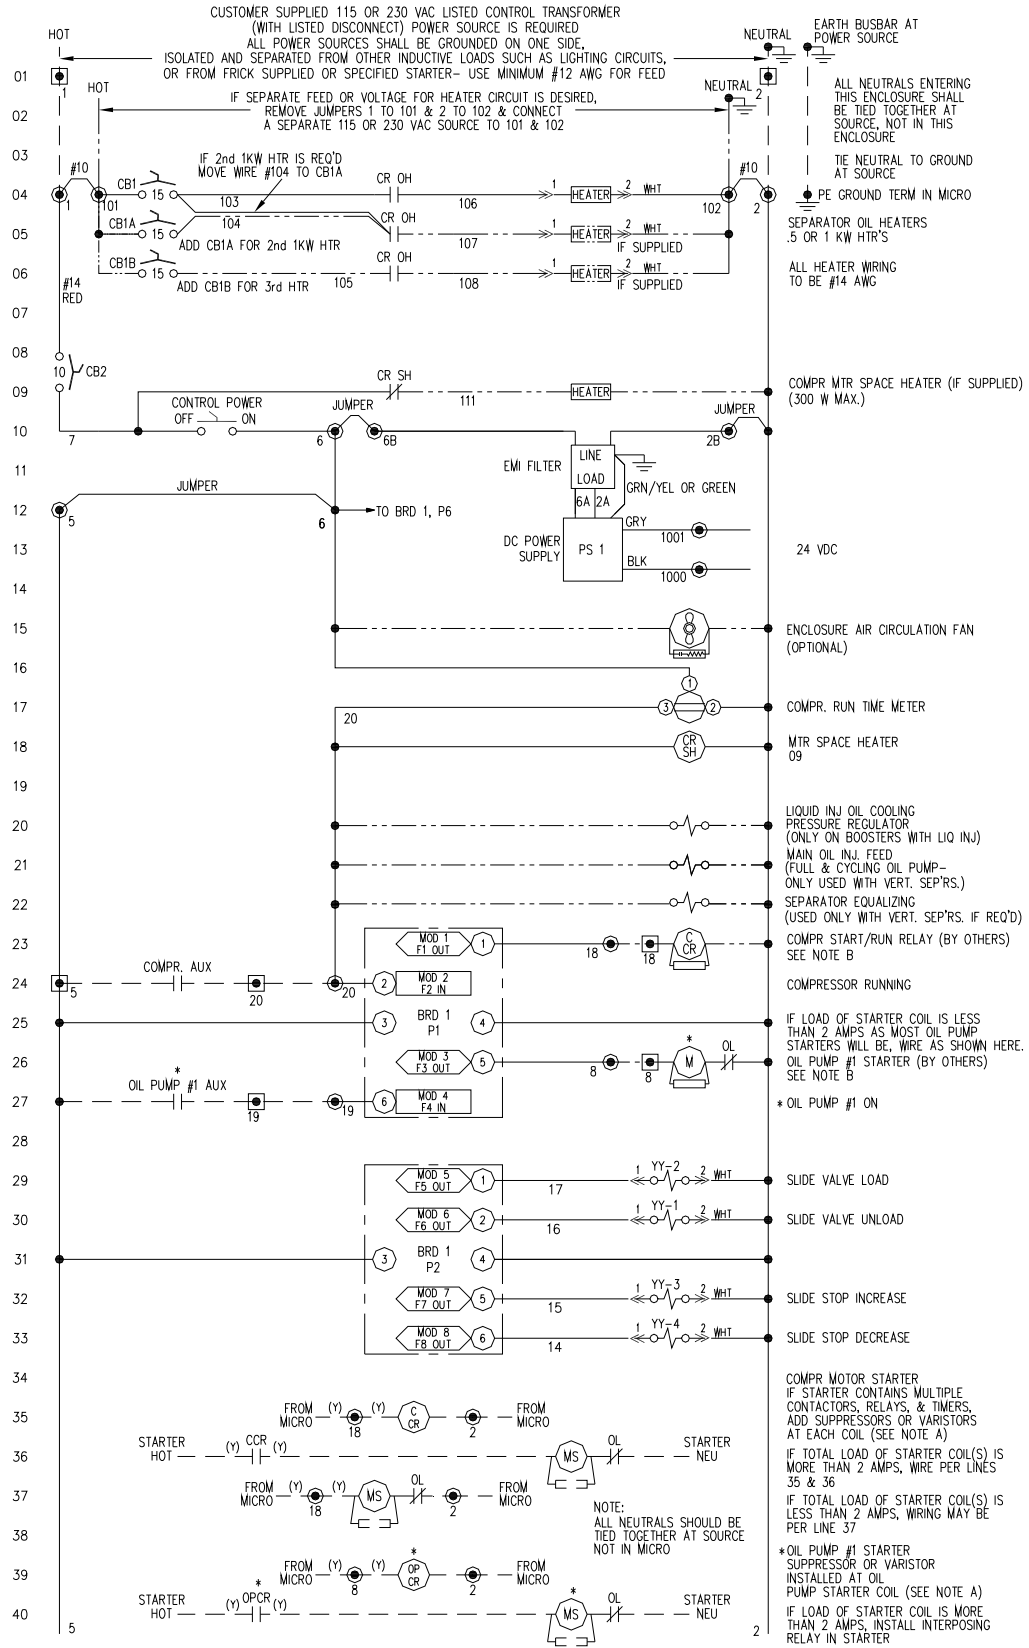 CUSTOMER SUPPLIED 115 OR 230 VAC LISTED CONTROL TRANSFORMER
(WITH LISTED DISCONNECT) POWER SOURCE IS REQUIRED
ALL POWER SOURCES SHALL BE GROUNDED ON ONE SIDE,
ISOLATED AND SEPARATED FROM OTHER INDUCTIVE LOADS SUCH AS LIGHTING CIRCUITS,
OR FROM FRICK SUPPLIED OR SPECIFIED STARTER- USE MINIMUM #12 AWG FOR FEED
HOT
NEUTRAL
EARTH BUSBAR AT
POWER SOURCE
01
1
2
HOT
NEUTRAL
IF SEPARATE FEED OR VOLTAGE FOR HEATER CIRCUIT IS DESIRED,
REMOVE JUMPERS 1 TO 101 & 2 TO 102 & CONNECT
A SEPARATE 115 OR 230 VAC SOURCE TO 101 & 102
ALL NEUTRALS ENTERING
THIS ENCLOSURE SHALL
BE TIED TOGETHER AT
SOURCE, NOT IN THIS
ENCLOSURE
02
03
IF 2nd 1KW HTR IS REQ'D
MOVE WIRE #104 TO CB1A
TIE NEUTRAL TO GROUND
AT SOURCE
04
#10
1
101
CB1
15
103
CR OH
106
1
HEATER
2
WHT
102
#10
2
PE GROUND TERM IN MICRO
05
CB1A
15
104
ADD CB1A FOR 2nd 1KW HTR
CR OH
107
1
HEATER
2
WHT
IF SUPPLIED
SEPARATOR OIL HEATERS
.5 OR 1 KW HTR'S
06
CB1B
15
ADD CB1B FOR 3rd HTR
105
CR OH
108
1
HEATER
2
WHT
IF SUPPLIED
ALL HEATER WIRING
TO BE #14 AWG
#14
RED
07
08
10
CB2
09
CR SH
111
HEATER
COMPR MTR SPACE HEATER (IF SUPPLIED)
(300 W MAX.)
CONTROL POWER
OFF
ON
JUMPER
JUMPER
10
7
6
6B
2B
11
EMI FILTER
LINE
LOAD
GRN/YEL OR GREEN
JUMPER
6A
2A
12
5
6
TO BRD 1, P6
GRY
1001
13
DC POWER
SUPPLY
PS 1
24 VDC
BLK
1000
14
15
ENCLOSURE AIR CIRCULATION FAN
(OPTIONAL)
16
1
17
20
3
2
COMPR. RUN TIME METER
18
CR
SH
MTR SPACE HEATER
09
19
20
LIQUID INJ OIL COOLING
PRESSURE REGULATOR
(ONLY ON BOOSTERS WITH LIQ INJ)
21
MAIN OIL INJ. FEED
(FULL & CYCLING OIL PUMP-
ONLY USED WITH VERT. SEP'RS.)
22
SEPARATOR EQUALIZING
(USED ONLY WITH VERT. SEP'RS. IF REQ'D)
23
MOD 1
F1 OUT
1
18
18
C
CR
COMPR START/RUN RELAY (BY OTHERS)
SEE NOTE B
24
5
COMPR. AUX
20
20
2
MOD 2
F2 IN
COMPRESSOR RUNNING
25
3
BRD 1
P1
4
IF LOAD OF STARTER COIL IS LESS
THAN 2 AMPS AS MOST OIL PUMP
STARTERS WILL BE, WIRE AS SHOWN HERE.
26
MOD 3
F3 OUT
5
8
8
*
M
OL
OIL PUMP #1 STARTER (BY OTHERS)
SEE NOTE B
27
*
OIL PUMP #1 AUX
19
19
6
MOD 4
F4 IN
* OIL PUMP #1 ON
28
29
MOD 5
F5 OUT
1
17
1
YY-2
2
WHT
SLIDE VALVE LOAD
30
MOD 6
F6 OUT
2
16
1
YY-1
2
WHT
SLIDE VALVE UNLOAD
31
3
BRD 1
P2
4
32
MOD 7
F7 OUT
5
15
1
YY-3
2
WHT
SLIDE STOP INCREASE
33
MOD 8
F8 OUT
6
14
1
YY-4
2
WHT
SLIDE STOP DECREASE
34
COMPR MOTOR STARTER
IF STARTER CONTAINS MULTIPLE
CONTACTORS, RELAYS, & TIMERS,
ADD SUPPRESSORS OR VARISTORS
AT EACH COIL (SEE NOTE A)
35
FROM
MICRO
(Y)
18
(Y)
C
CR
2
FROM
MICRO
36
STARTER
HOT
(Y)
CCR
(Y)
MS
OL
STARTER
NEU
IF TOTAL LOAD OF STARTER COIL(S) IS
MORE THAN 2 AMPS, WIRE PER LINES
35 & 36
37
FROM
MICRO
(Y)
18
(Y)
MS
OL
2
FROM
MICRO
IF TOTAL LOAD OF STARTER COIL(S) IS
LESS THAN 2 AMPS, WIRING MAY BE
PER LINE 37
38
NOTE:
ALL NEUTRALS SHOULD BE
TIED TOGETHER AT SOURCE
NOT IN MICRO
39
FROM
MICRO
(Y)
8
(Y)
*
OP
CR
2
FROM
MICRO
* OIL PUMP #1 STARTER
SUPPRESSOR OR VARISTOR
INSTALLED AT OIL
PUMP STARTER COIL (SEE NOTE A)
40
5
STARTER
HOT
(Y)
*
OPCR
(Y)
*
MS
OL
STARTER
NEU
2
IF LOAD OF STARTER COIL IS MORE
THAN 2 AMPS, INSTALL INTERPOSING
RELAY IN STARTER